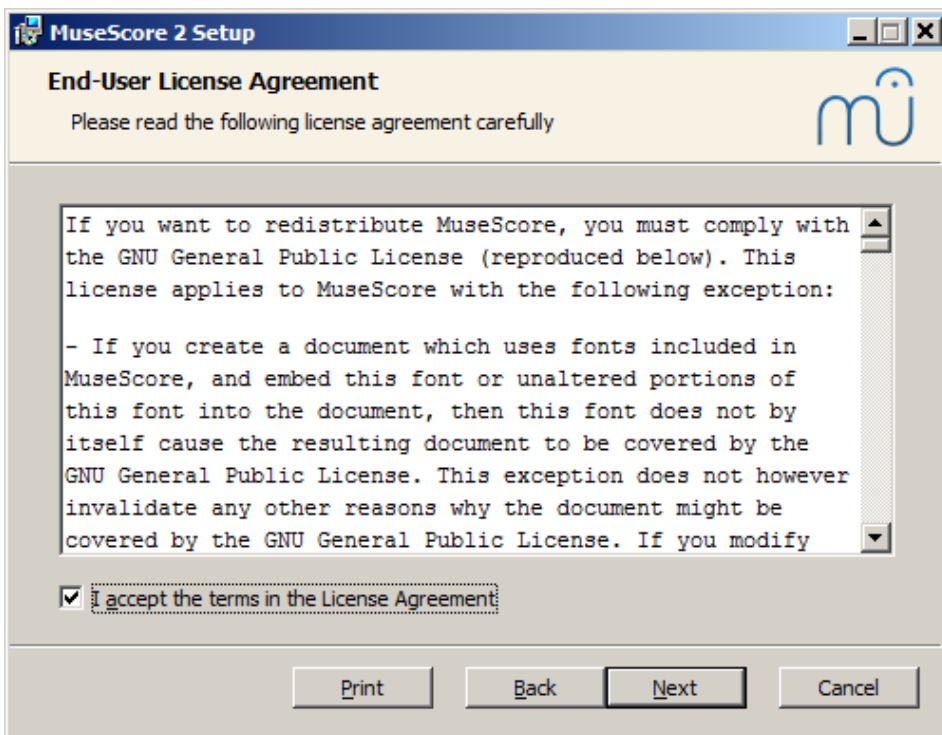 MuseScore 2 Setup
End-User License Agreement
Please read the following license agreement carefully
mu
If you want to redistribute MuseScore, you must comply with
the GNU General Public License (reproduced below). This
license applies to MuseScore with the following exception:
- If you create a document which uses fonts included in
MuseScore, and embed this font or unaltered portions of
this font into the document, then this font does not by
itself cause the resulting document to be covered by the
GNU General Public License. This exception does not however
invalidate any other reasons why the document might be
covered by the GNU General Public License. If you modify
I accept the terms in the License Agreement
Print Back Next Cancel